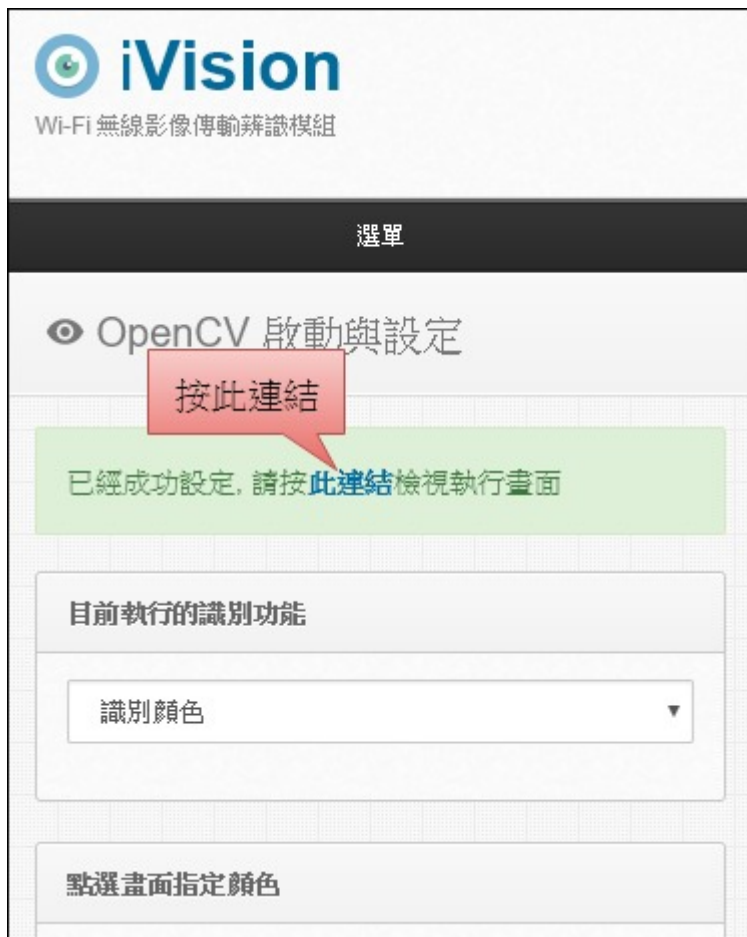 iVision
Wi-Fi 無線影像傳輸辨識模組
選單
OpenCV 啟動與設定
按此連結
已經成功設定, 請按此連結檢視執行畫面
目前執行的識別功能
識別顏色
點選畫面指定顏色